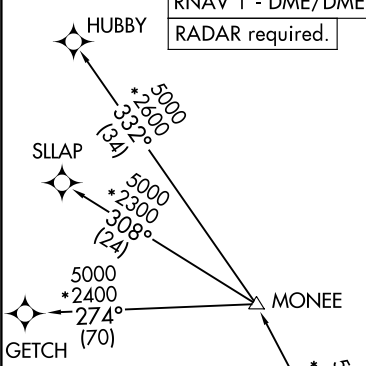 RNAV 1 - DME/DME
RADAR required.
HUBBY
5000
*2600
332°
(34)
SLLAP
5000
*2300
308°
(24)
5000
*2400
274°
(70)
MONEE
GETCH